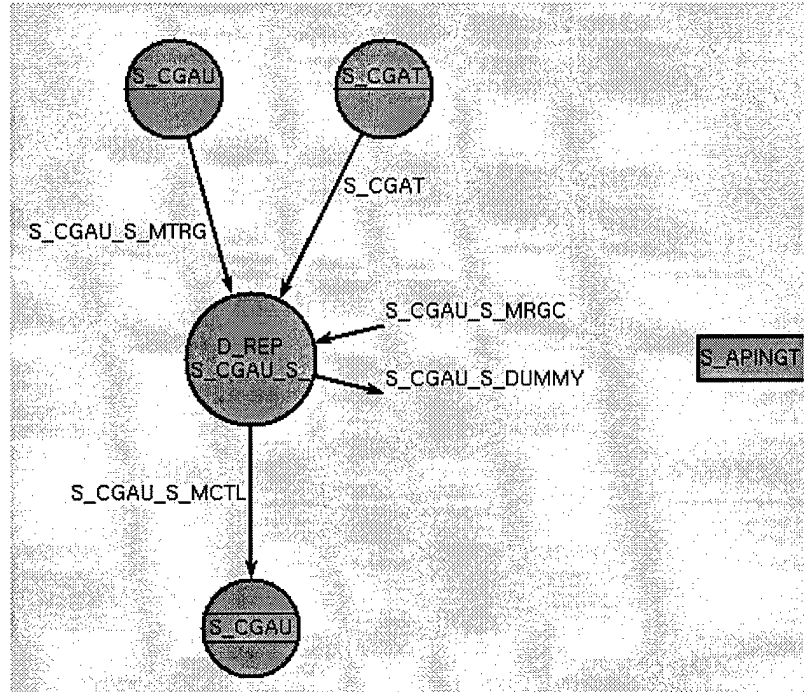 S_CGAU
S_CGAT
S_CGAT
S_CGAU_S_MTRG
S_CGAU_S_MRGC
D_REP
S_CGAU_S_
S_APINGT
S_CGAU_S_DUMMY
S_CGAU_S_MCTL
S_CGAU